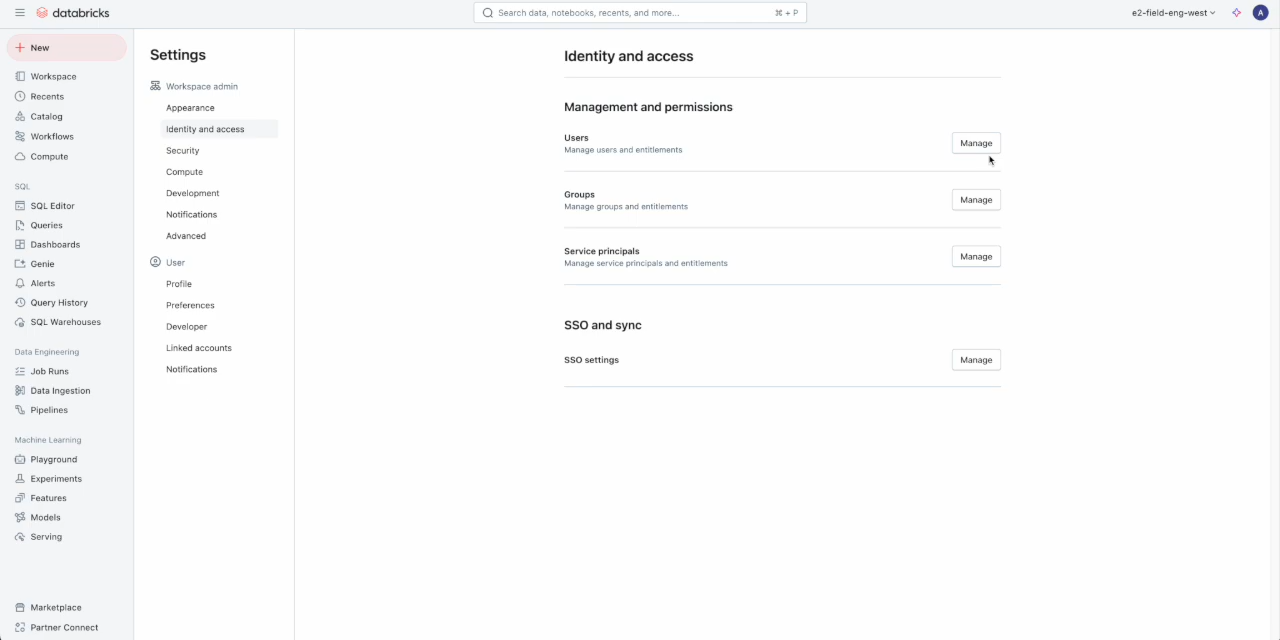 databricks
Search data, notebooks, recents, and more...
⌘ + P
e2-field-eng-west
A
New
Workspace
Recents
Catalog
Workflows
Compute
SQL
SQL Editor
Queries
Dashboards
Genie
Alerts
Query History
SQL Warehouses
Data Engineering
Job Runs
Data Ingestion
Pipelines
Machine Learning
Playground
Experiments
Features
Models
Serving
Marketplace
Partner Connect
Settings
Workspace admin
Appearance
Identity and access
Security
Compute
Development
Notifications
Advanced
User
Profile
Preferences
Developer
Linked accounts
Notifications
Identity and access
Management and permissions
Users
Manage users and entitlements
Manage
Groups
Manage groups and entitlements
Manage
Service principals
Manage service principals and entitlements
Manage
SSO and sync
SSO settings
Manage